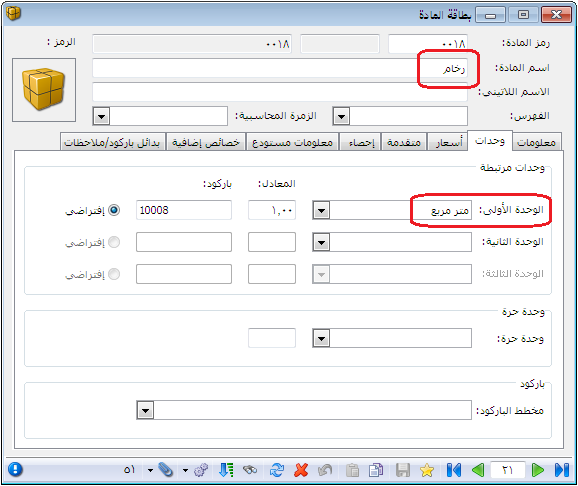 بطاقة المادة
رمز المادة: ٠٠١٨ ٠٠١٨ الرمز :
اسم المادة: رخام
الاسم اللاتيني:
الفهرس: الزمرة المحاسبية:
معلومات وحدات أسعار متقدمة إحصاء معلومات مستودع خصائص إضافية بدائل باركود/ملاحظات
وحدات مرتبطة
المعادل: باركود:
الوحدة الأولى: متر مربع ١,٠٠ 10008 إفتراضي
الوحدة الثانية: إفتراضي
الوحدة الثالثة: إفتراضي
وحدة حرة
وحدة حرة:
باركود
مخطط الباركود:
٢١ ٥١